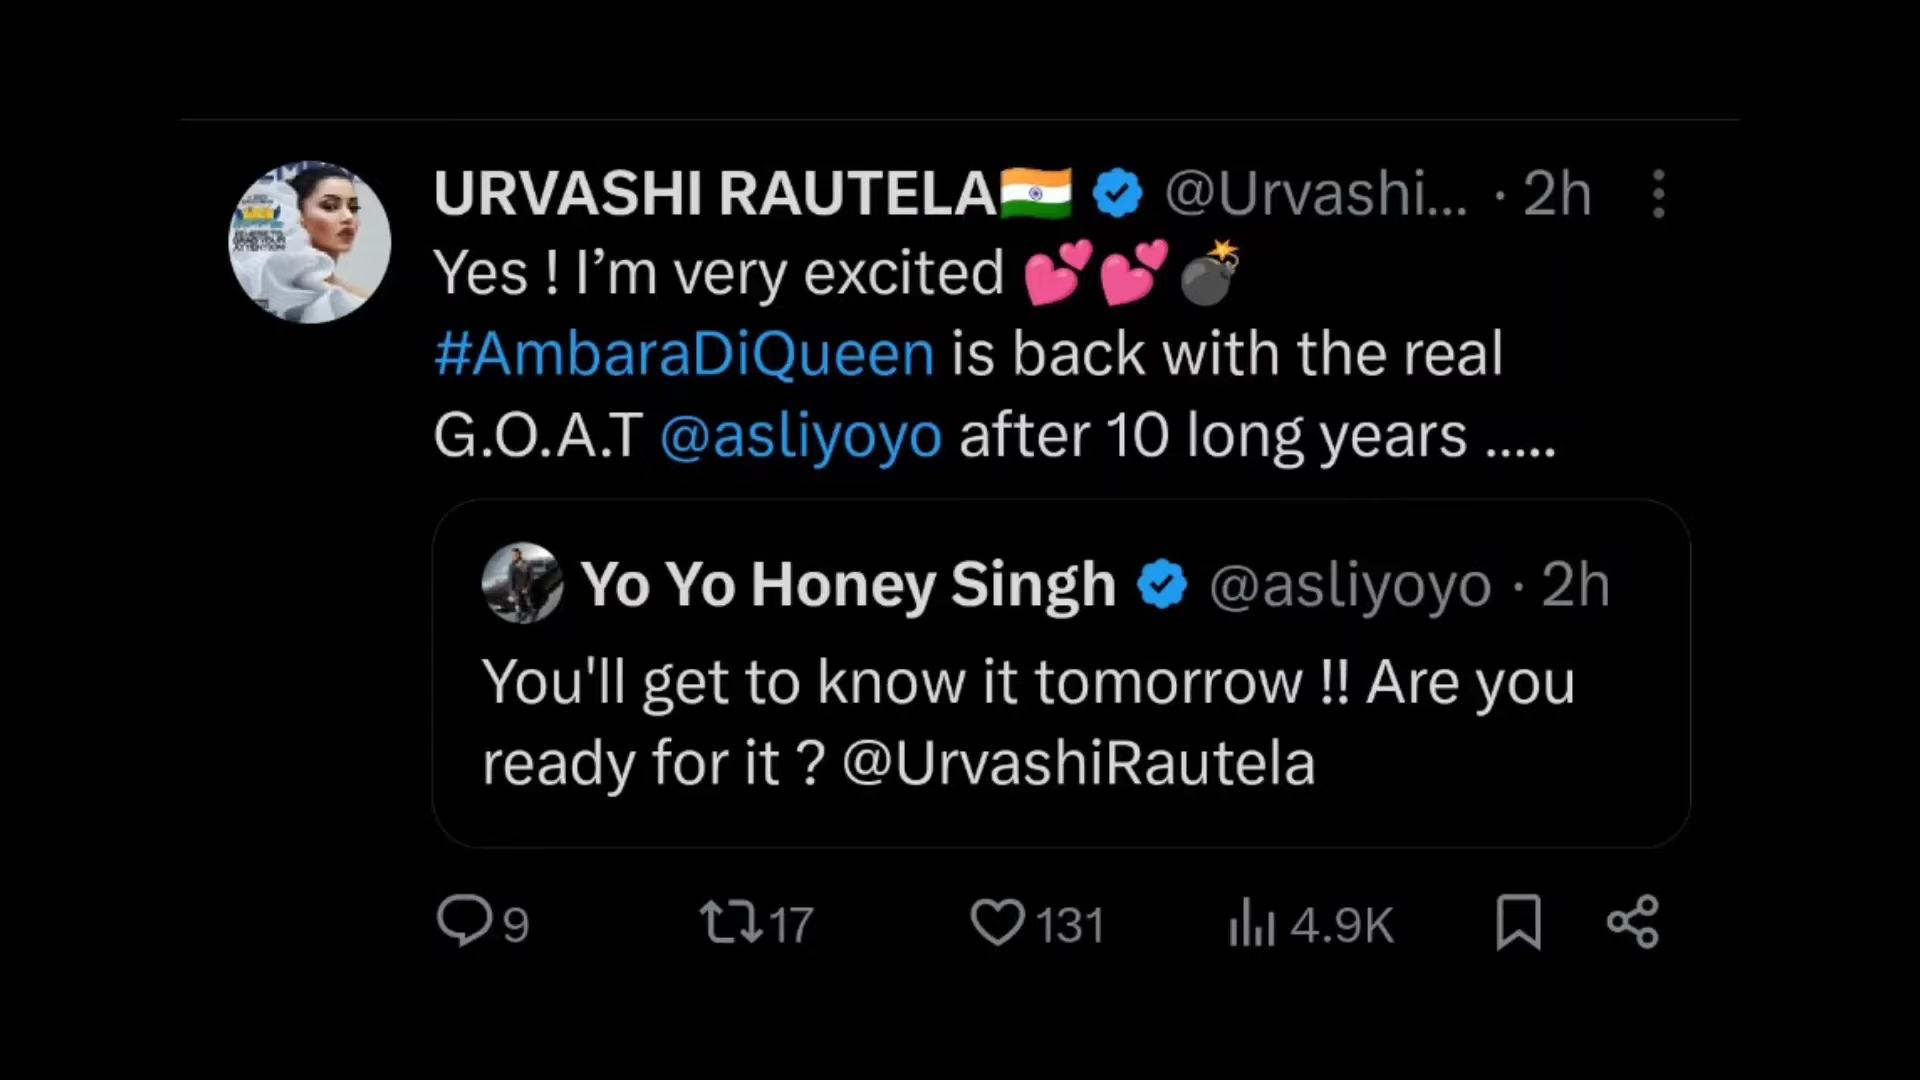 URVASHI RAUTELA🇮🇳 @Urvashi... · 2h
Yes ! I’m very excited 💕💕💣
#AmbaraDiQueen is back with the real
G.O.A.T @asliyoyo after 10 long years .....
Yo Yo Honey Singh @asliyoyo · 2h
You'll get to know it tomorrow !! Are you
ready for it ? @UrvashiRautela
9 17 131 4.9K